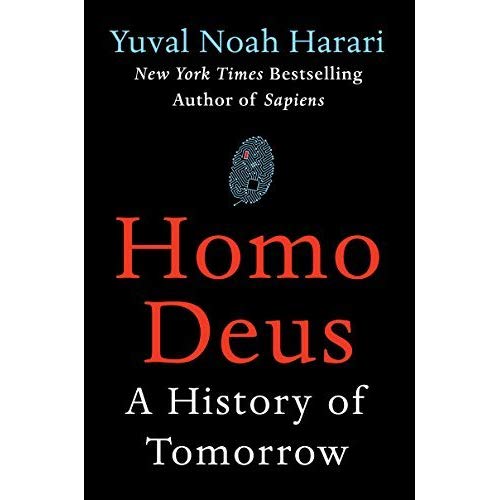 Yuval Noah Harari
New York Times Bestselling
Author of Sapiens
Homo
Deus
A History of
Tomorrow